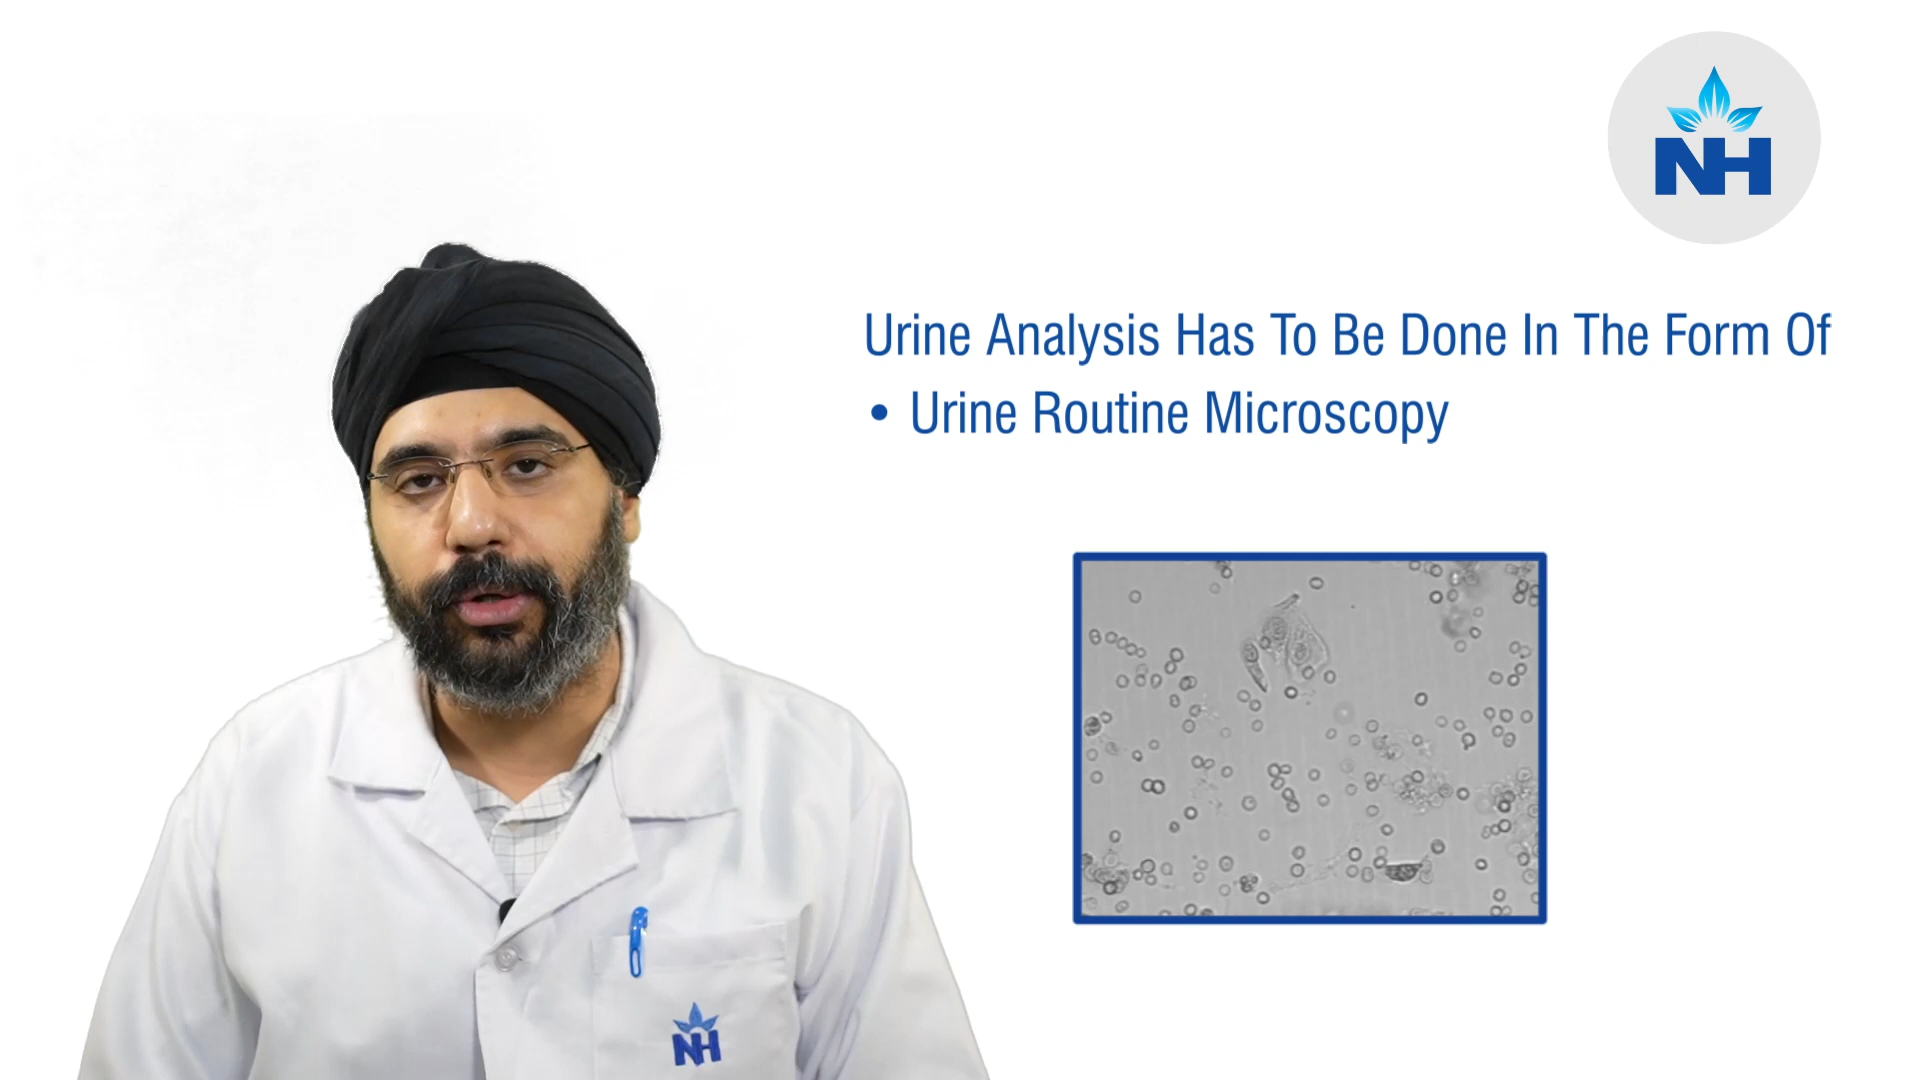 NH
Urine Analysis Has To Be Done In The Form Of
• Urine Routine Microscopy
NH